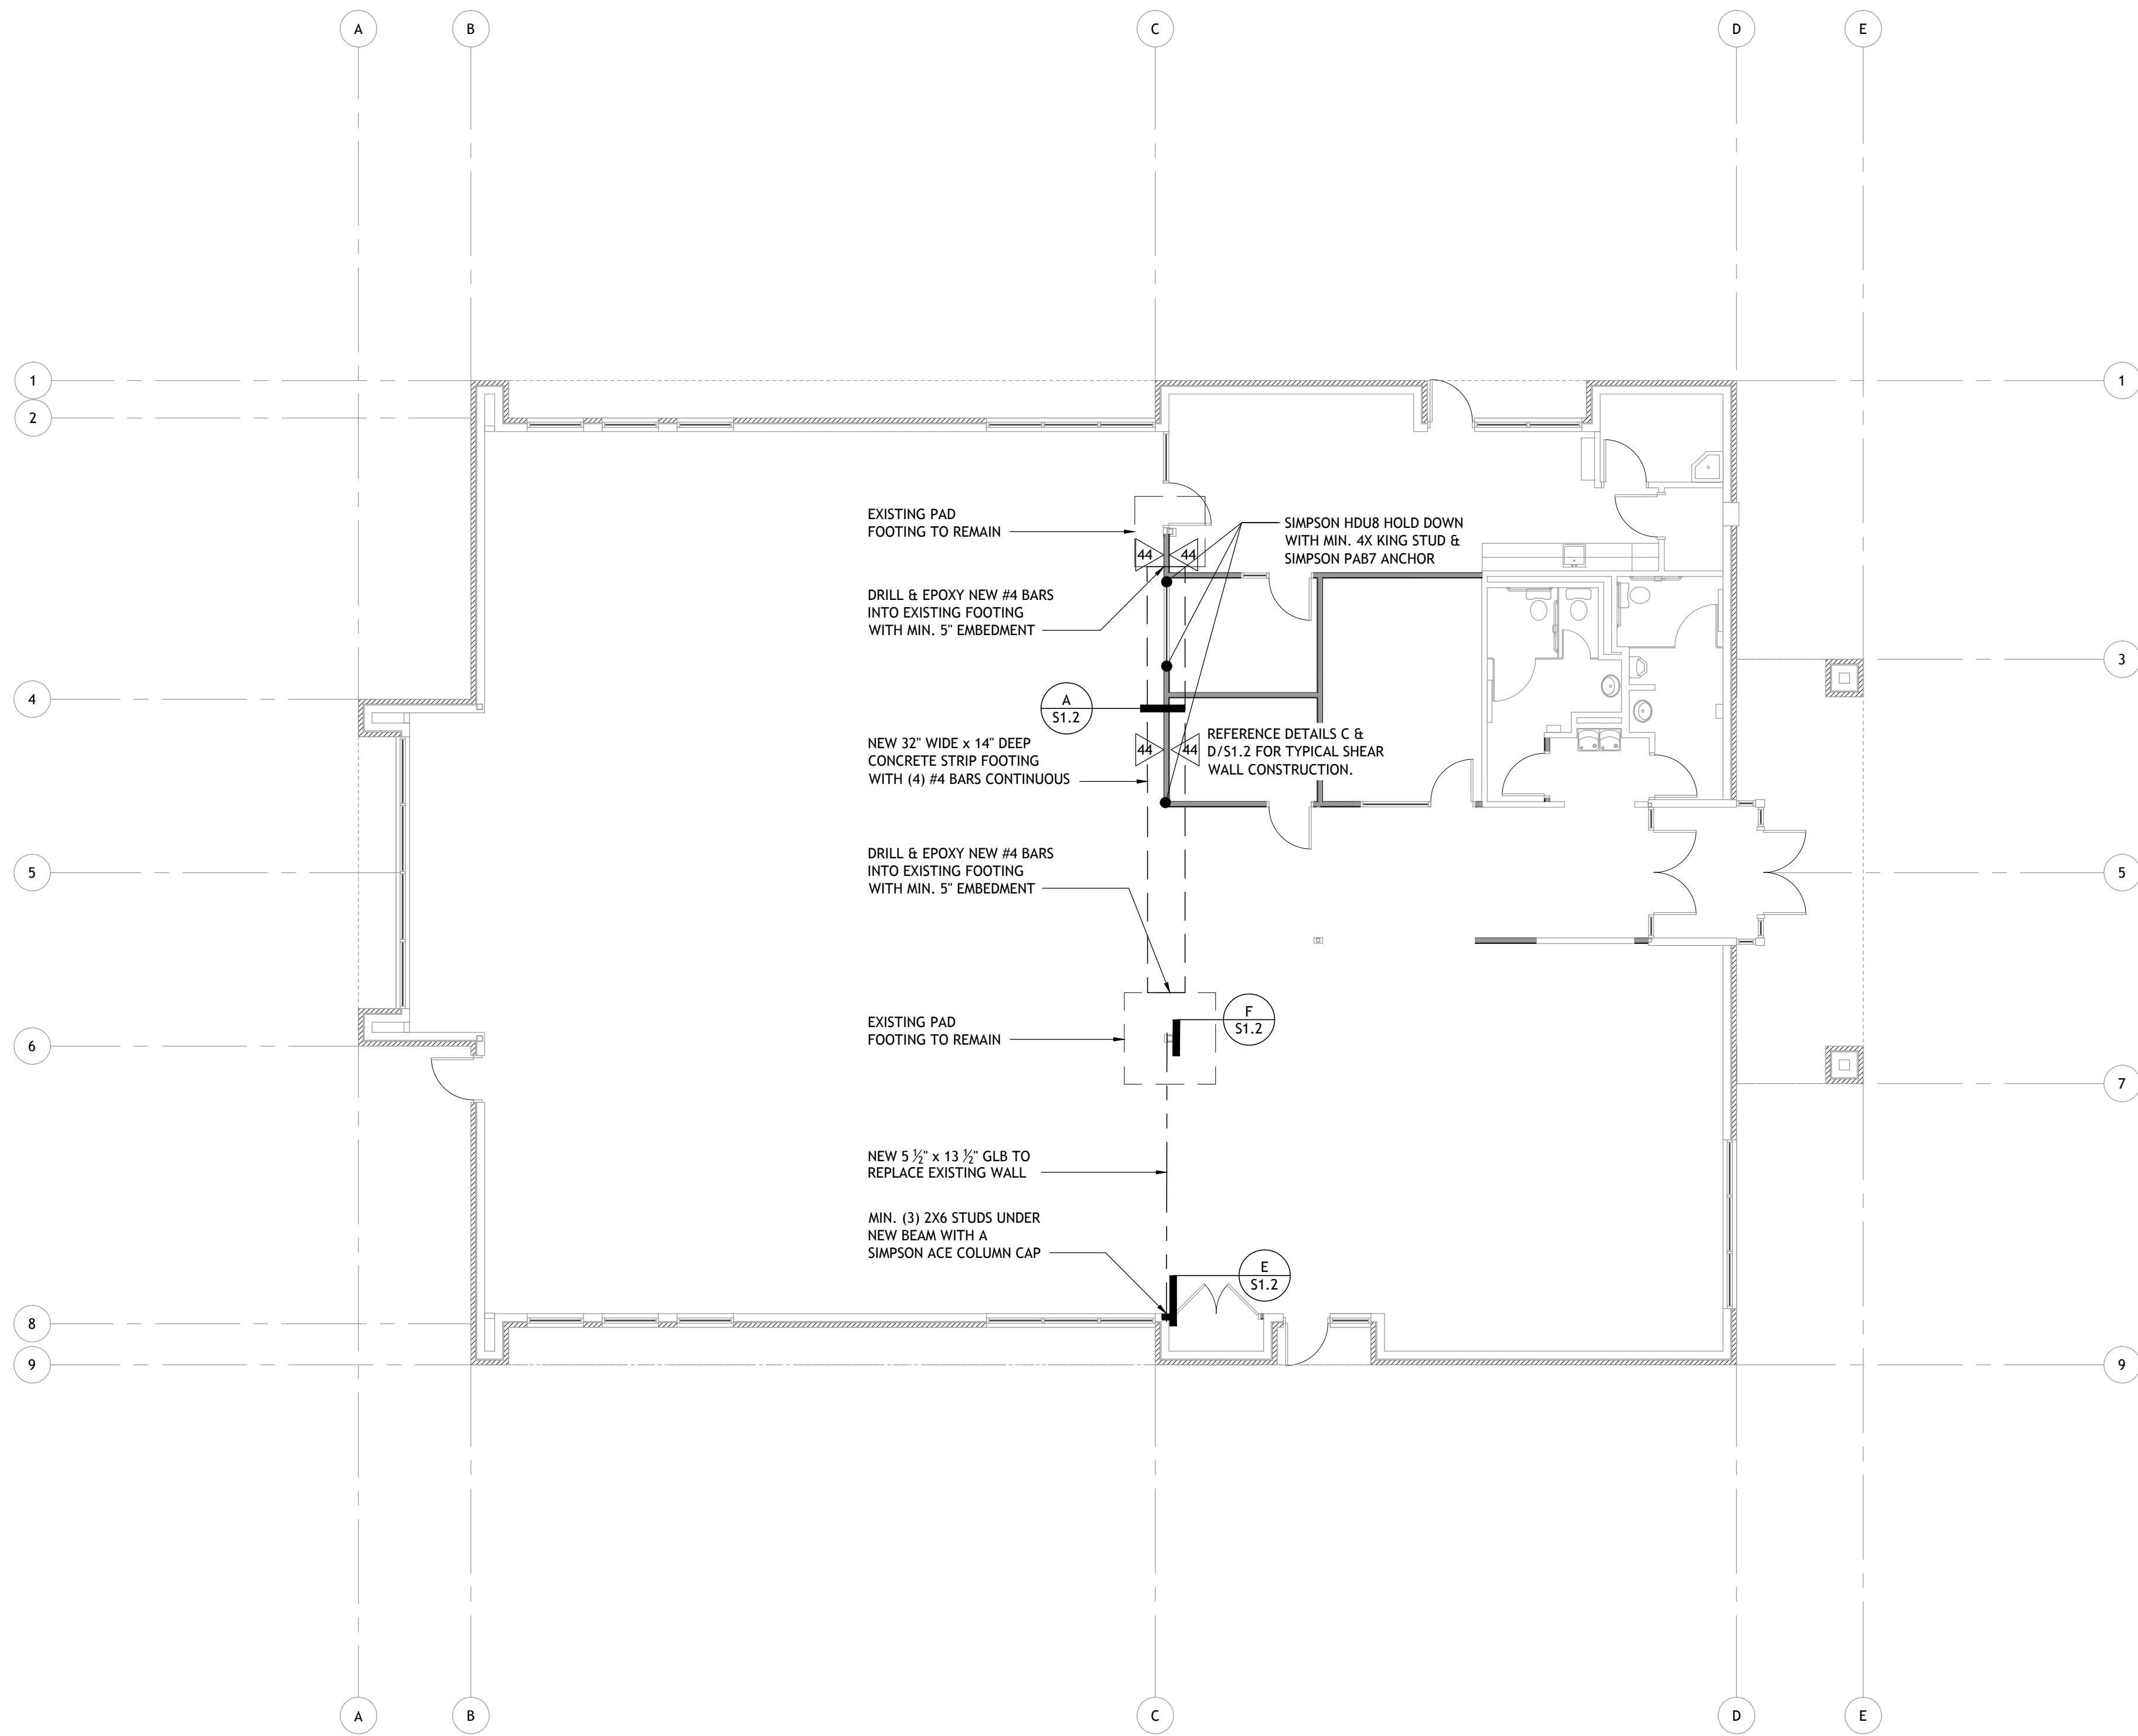 A
B
C
D
E
1
1
2
EXISTING PAD
FOOTING TO REMAIN
SIMPSON HDU8 HOLD DOWN
WITH MIN. 4X KING STUD &
SIMPSON PAB7 ANCHOR
44
44
DRILL & EPOXY NEW #4 BARS
INTO EXISTING FOOTING
WITH MIN. 5" EMBEDMENT
3
4
A
S1.2
REFERENCE DETAILS C &
D/S1.2 FOR TYPICAL SHEAR
WALL CONSTRUCTION.
44
44
NEW 32" WIDE x 14" DEEP
CONCRETE STRIP FOOTING
WITH (4) #4 BARS CONTINUOUS
DRILL & EPOXY NEW #4 BARS
INTO EXISTING FOOTING
WITH MIN. 5" EMBEDMENT
5
5
EXISTING PAD
FOOTING TO REMAIN
F
S1.2
6
7
NEW 5 ½" x 13 ½" GLB TO
REPLACE EXISTING WALL
MIN. (3) 2X6 STUDS UNDER
NEW BEAM WITH A
SIMPSON ACE COLUMN CAP
E
S1.2
8
9
9
A
B
C
D
E